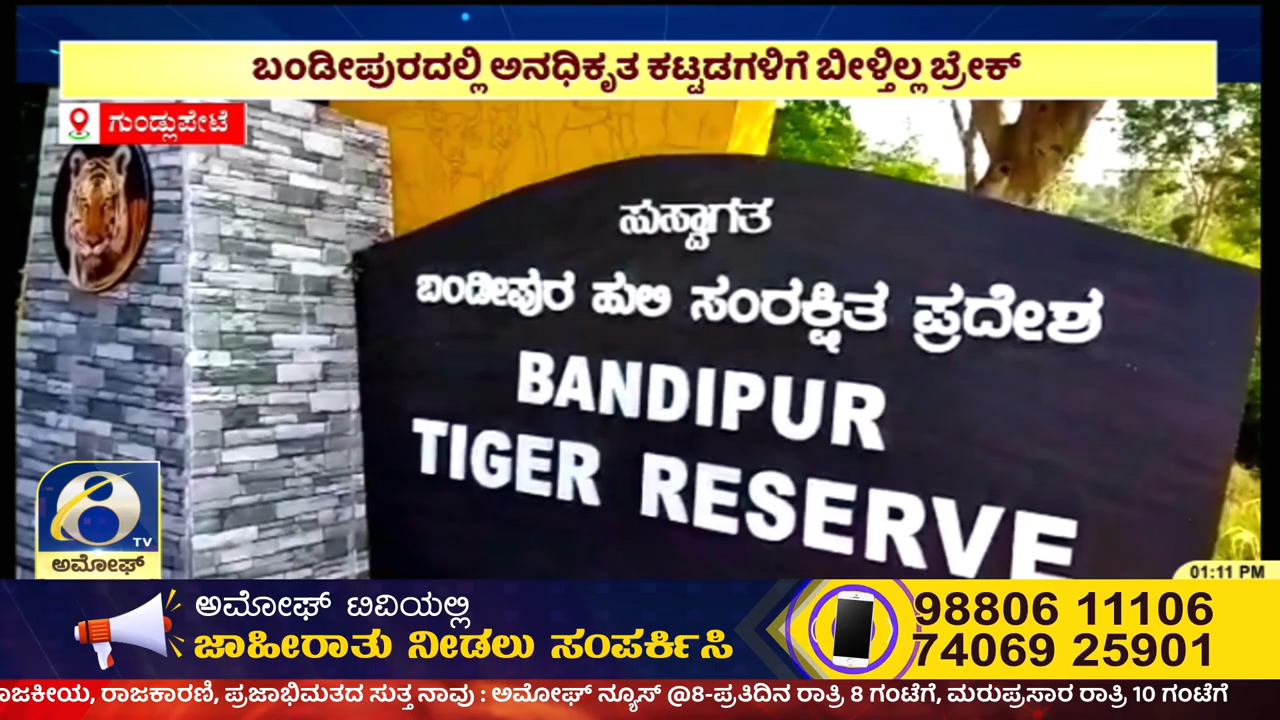 ಬಂಡೀಪುರದಲ್ಲಿ ಅನಧಿಕೃತ ಕಟ್ಟಡಗಳಿಗೆ ಬೀಳ್ತಿಲ್ಲ ಬ್ರೇಕ್
ಗುಂಡ್ಲುಪೇಟೆ
ಸುಸ್ವಾಗತ
ಬಂಡೀಪುರ ಹುಲಿ ಸಂರಕ್ಷಿತ ಪ್ರದೇಶ
BANDIPUR
TIGER RESERVE
8 TV
ಅಮೋಘ್
01:11 PM
ಅಮೋಘ್ ಟಿವಿಯಲ್ಲಿ
ಜಾಹೀರಾತು ನೀಡಲು ಸಂಪರ್ಕಿಸಿ
98806 11106
74069 25901
ರಾಜಕೀಯ, ರಾಜಕಾರಣಿ, ಪ್ರಜಾಭಿಮತದ ಸುತ್ತ ನಾವು : ಅಮೋಘ್ ನ್ಯೂಸ್ @8-ಪ್ರತಿದಿನ ರಾತ್ರಿ 8 ಗಂಟೆಗೆ, ಮರುಪ್ರಸಾರ ರಾತ್ರಿ 10 ಗಂಟೆಗೆ